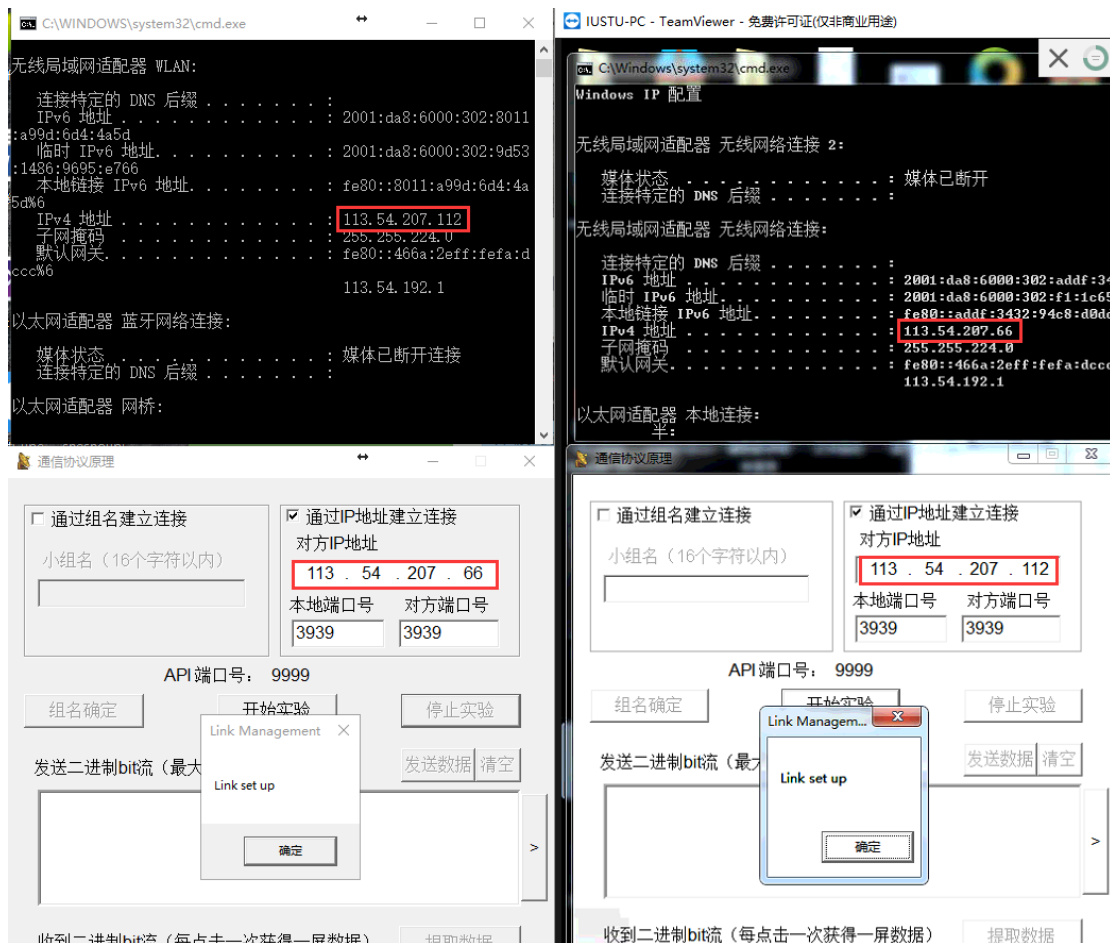 C:\WINDOWS\system32\cmd.exe
无线局域网适配器 WLAN:
连接特定的 DNS 后缀 . . . . . . . :
IPv6 地址 . . . . . . . . . . . . : 2001:da8:6000:302:8011
:a99d:6d4:4a5d
临时 IPv6 地址. . . . . . . . . . : 2001:da8:6000:302:9d53
:1486:9695:e766
本地链接 IPv6 地址. . . . . . . . : fe80::8011:a99d:6d4:4a
5d%6
IPv4 地址 . . . . . . . . . . . . : 113.54.207.112
子网掩码 . . . . . . . . . . . . : 255.255.224.0
默认网关. . . . . . . . . . . . . : fe80::466a:2eff:fefa:d
ccc%6
113.54.192.1
以太网适配器 蓝牙网络连接:
媒体状态 . . . . . . . . . . . . : 媒体已断开连接
连接特定的 DNS 后缀 . . . . . . . :
以太网适配器 网桥:
IUSTU-PC - TeamViewer - 免费许可证(仅非商业用途)
C:\Windows\system32\cmd.exe
Windows IP 配置
无线局域网适配器 无线网络连接 2:
媒体状态 . . . . . . . . . . . . : 媒体已断开
连接特定的 DNS 后缀 . . . . . . . :
无线局域网适配器 无线网络连接:
连接特定的 DNS 后缀 . . . . . . . :
IPv6 地址 . . . . . . . . . . . . : 2001:da8:6000:302:addf:34
临时 IPv6 地址. . . . . . . . . . : 2001:da8:6000:302:f1:1c65
本地链接 IPv6 地址. . . . . . . . : fe80::addf:3432:94c8:d0dd
IPv4 地址 . . . . . . . . . . . . : 113.54.207.66
子网掩码 . . . . . . . . . . . . : 255.255.224.0
默认网关. . . . . . . . . . . . . : fe80::466a:2eff:fefa:dccc
113.54.192.1
以太网适配器 本地连接:
半:
通信协议原理
通过组名建立连接
小组名（16个字符以内）
通过IP地址建立连接
对方IP地址
113 . 54 . 207 . 66
本地端口号 对方端口号
3939 3939
API 端口号： 9999
组名确定 开始实验 停止实验
Link Management
Link set up
确定
发送二进制bit流（最大
发送数据 清空
>
收到二进制bit流（每点击一次获得一屏数据）
提取数据
通信协议原理
通过组名建立连接
小组名（16个字符以内）
通过IP地址建立连接
对方IP地址
113 . 54 . 207 . 112
本地端口号 对方端口号
3939 3939
API 端口号： 9999
组名确定 开始实验 停止实验
Link Managem...
Link set up
确定
发送二进制bit流（最大
发送数据 清空
>
收到二进制bit流（每点击一次获得一屏数据）
提取数据